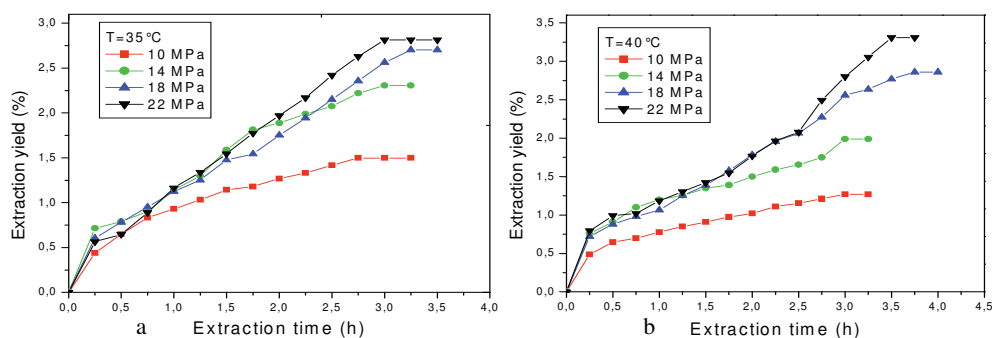 T=35°C
10 MPa
14 MPa
18 MPa
22 MPa
Extraction yield (%)
3,0
2,5
2,0
1,5
1,0
0,5
0,0
0,0 0,5 1,0 1,5 2,0 2,5 3,0 3,5 4,0
a Extraction time (h)
T=40°C
10 MPa
14 MPa
18 MPa
22 MPa
Extraction yield (%)
3,5
3,0
2,5
2,0
1,5
1,0
0,5
0,0
0,0 0,5 1,0 1,5 2,0 2,5 3,0 3,5 4,0 4,5
b Extraction time (h)